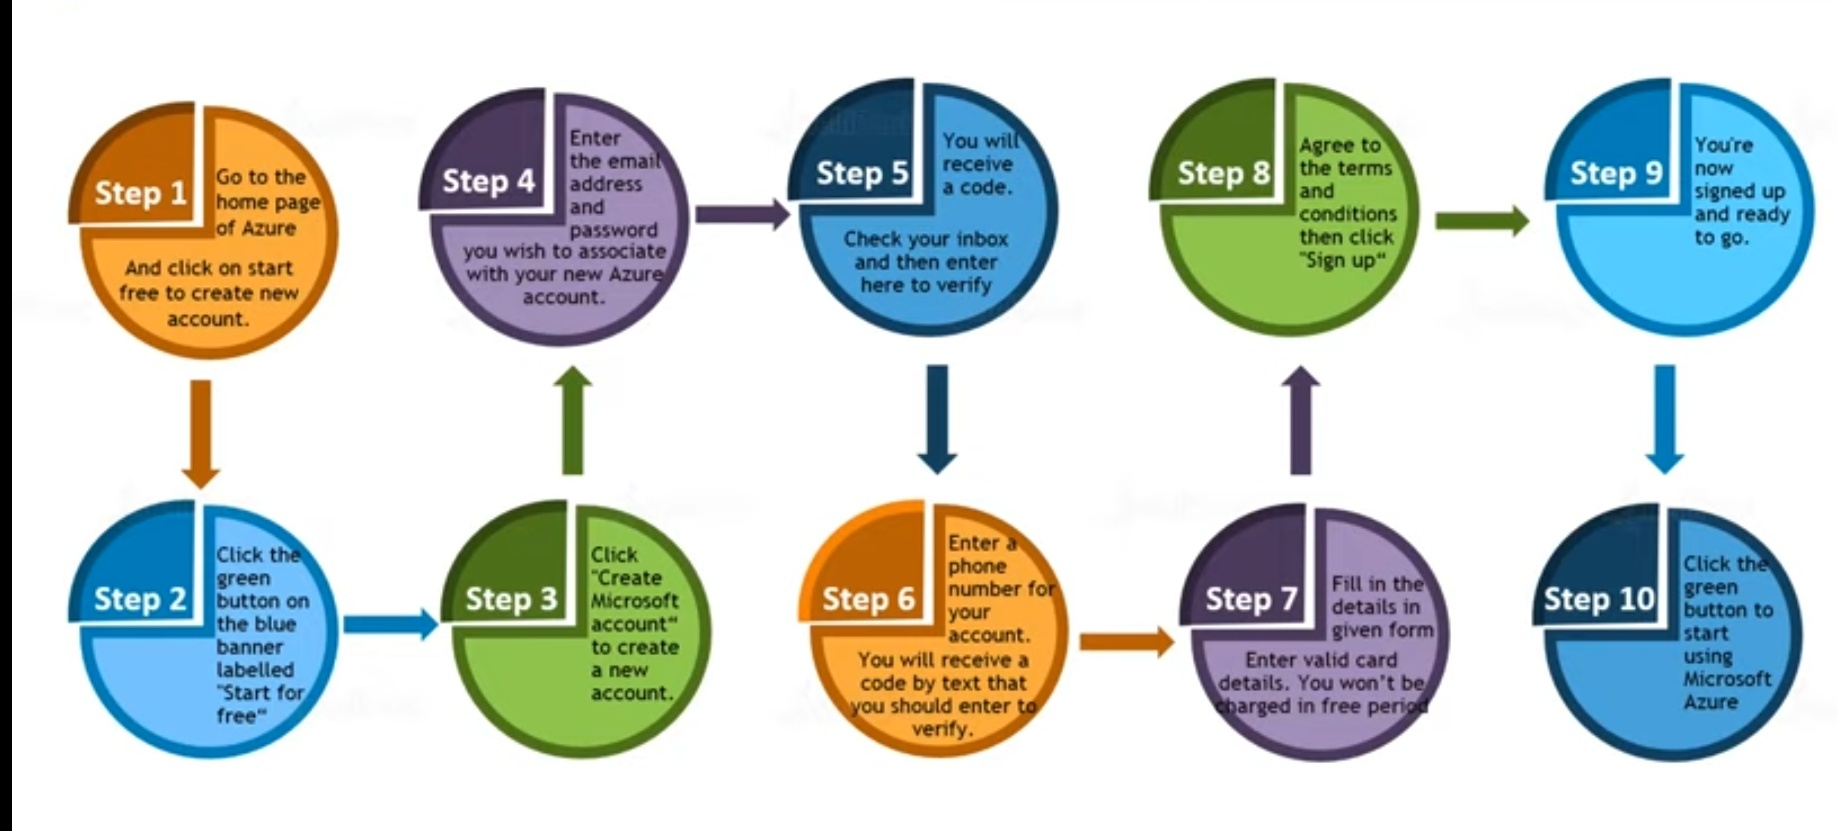 Step 1
Go to the
home page
of Azure
And click on start
free to create new
account.
Step 2
Click the
green
button on
the blue
banner
labelled
"Start for
free“
Step 3
Click
"Create
Microsoft
account“
to create
a new
account.
Step 4
Enter
the email
address
and
password
you wish to associate
with your new Azure
account.
Step 5
You will
receive
a code.
Check your inbox
and then enter
here to verify
Step 6
Enter a
phone
number for
your
account.
You will receive a
code by text that
you should enter to
verify.
Step 7
Fill in the
details in
given form
Enter valid card
details. You won’t be
charged in free period
Step 8
Agree to
the terms
and
conditions
then click
"Sign up“
Step 9
You're
now
signed up
and ready
to go.
Step 10
Click the
green
button to
start
using
Microsoft
Azure